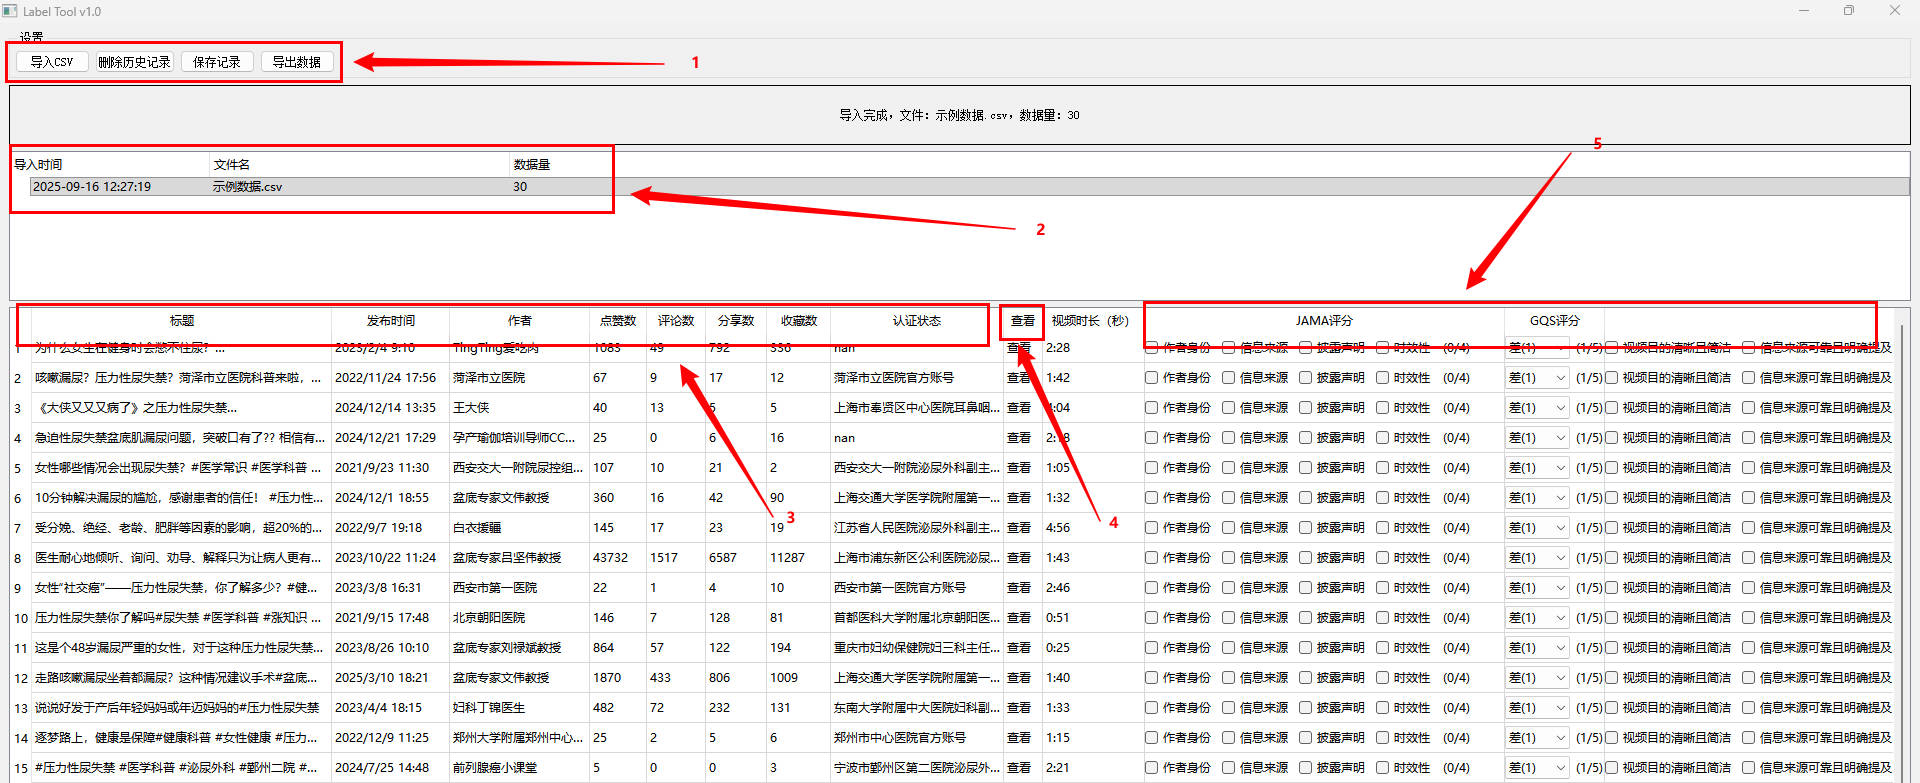 Label Tool v1.0
设置
导入CSV 删除历史记录 保存记录 导出数据
1
导入完成，文件：示例数据.csv，数据量：30
5
导入时间 文件名 数据量
2025-09-16 12:27:19 示例数据.csv 30
2
标题 发布时间 作者 点赞数 评论数 分享数 收藏数 认证状态 查看 视频时长（秒） JAMA评分 GQS评分
1 为什么女生在健身时会憋不住尿？... 2023/2/4 9:10 TingTing爱吃肉 1083 49 792 336 nan 查看 2:28 作者身份 信息来源 披露声明 时效性 (0/4) 差(1) (1/5) 视频目的清晰且简洁 信息来源可靠且明确提及
2 咳嗽漏尿？压力性尿失禁？菏泽市立医院科普来啦，... 2022/11/24 17:56 菏泽市立医院 67 9 17 12 菏泽市立医院官方账号 查看 1:42 作者身份 信息来源 披露声明 时效性 (0/4) 差(1) (1/5) 视频目的清晰且简洁 信息来源可靠且明确提及
3 《大侠又又又病了》之压力性尿失禁... 2024/12/14 13:35 王大侠 40 13 5 5 上海市奉贤区中心医院耳鼻咽... 查看 :04 作者身份 信息来源 披露声明 时效性 (0/4) 差(1) (1/5) 视频目的清晰且简洁 信息来源可靠且明确提及
4 急迫性尿失禁盆底肌漏尿问题，突破口有了?? 相信有... 2024/12/21 17:29 孕产瑜伽培训导师CC... 25 0 6 16 nan 查看 2:18 作者身份 信息来源 披露声明 时效性 (0/4) 差(1) (1/5) 视频目的清晰且简洁 信息来源可靠且明确提及
5 女性哪些情况会出现尿失禁？#医学常识 #医学科普 ... 2021/9/23 11:30 西安交大一附院尿控组... 107 10 21 2 西安交大一附院泌尿外科副主... 查看 1:05 作者身份 信息来源 披露声明 时效性 (0/4) 差(1) (1/5) 视频目的清晰且简洁 信息来源可靠且明确提及
6 10分钟解决漏尿的尴尬，感谢患者的信任！ #压力性... 2024/12/1 18:55 盆底专家文伟教授 360 16 42 90 上海交通大学医学院附属第一... 查看 1:32 作者身份 信息来源 披露声明 时效性 (0/4) 差(1) (1/5) 视频目的清晰且简洁 信息来源可靠且明确提及
3 4
7 受分娩、绝经、老龄、肥胖等因素的影响，超20%的... 2022/9/7 19:18 白衣援疆 145 17 23 19 江苏省人民医院泌尿外科副主... 查看 4:56 作者身份 信息来源 披露声明 时效性 (0/4) 差(1) (1/5) 视频目的清晰且简洁 信息来源可靠且明确提及
8 医生耐心地倾听、询问、劝导、解释只为让病人更有... 2023/10/22 11:24 盆底专家吕坚伟教授 43732 1517 6587 11287 上海市浦东新区公利医院泌尿... 查看 1:43 作者身份 信息来源 披露声明 时效性 (0/4) 差(1) (1/5) 视频目的清晰且简洁 信息来源可靠且明确提及
9 女性“社交癌”——压力性尿失禁，你了解多少？#健... 2023/3/8 16:31 西安市第一医院 22 1 4 10 西安市第一医院官方账号 查看 2:46 作者身份 信息来源 披露声明 时效性 (0/4) 差(1) (1/5) 视频目的清晰且简洁 信息来源可靠且明确提及
10 压力性尿失禁你了解吗#尿失禁 #医学科普 #涨知识 ... 2021/9/15 17:48 北京朝阳医院 146 7 128 81 首都医科大学附属北京朝阳医... 查看 0:51 作者身份 信息来源 披露声明 时效性 (0/4) 差(1) (1/5) 视频目的清晰且简洁 信息来源可靠且明确提及
11 这是个48岁漏尿严重的女性，对于这种压力性尿失禁... 2023/8/26 10:10 盆底专家刘禄斌教授 864 57 122 194 重庆市妇幼保健院妇三科主任... 查看 0:25 作者身份 信息来源 披露声明 时效性 (0/4) 差(1) (1/5) 视频目的清晰且简洁 信息来源可靠且明确提及
12 走路咳嗽漏尿坐着都漏尿？这种情况建议手术#盆底... 2025/3/10 18:21 盆底专家文伟教授 1870 433 806 1009 上海交通大学医学院附属第一... 查看 1:40 作者身份 信息来源 披露声明 时效性 (0/4) 差(1) (1/5) 视频目的清晰且简洁 信息来源可靠且明确提及
13 说说好发于产后年轻妈妈或年迈妈妈的#压力性尿失禁 2023/4/4 18:15 妇科丁锦医生 482 72 232 131 东南大学附属中大医院妇科副... 查看 1:33 作者身份 信息来源 披露声明 时效性 (0/4) 差(1) (1/5) 视频目的清晰且简洁 信息来源可靠且明确提及
14 逐梦路上，健康是保障#健康科普 #女性健康 #压力... 2022/12/9 11:25 郑州大学附属郑州中心... 25 2 5 6 郑州市中心医院官方账号 查看 1:15 作者身份 信息来源 披露声明 时效性 (0/4) 差(1) (1/5) 视频目的清晰且简洁 信息来源可靠且明确提及
15 #压力性尿失禁 #医学科普 #泌尿外科 #鄞州二院 #... 2024/7/25 14:48 前列腺癌小课堂 5 0 0 3 宁波市鄞州区第二医院泌尿外... 查看 2:21 作者身份 信息来源 披露声明 时效性 (0/4) 差(1) (1/5) 视频目的清晰且简洁 信息来源可靠且明确提及